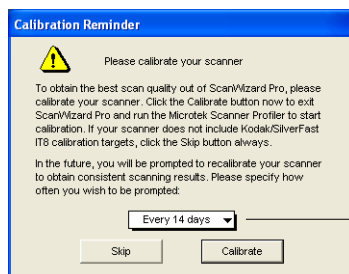 Calibration Reminder
Please calibrate your scanner
To obtain the best scan quality out of ScanWizard Pro, please
calibrate your scanner. Click the Calibrate button now to exit
ScanWizard Pro and run the Microtek Scanner Profiler to start
calibration. If your scanner does not include Kodak/SilverFast
IT8 calibration targets, click the Skip button always.
In the future, you will be prompted to recalibrate your scanner
to obtain consistent scanning results. Please specify how
often you wish to be prompted:
Every 14 days
Skip
Calibrate